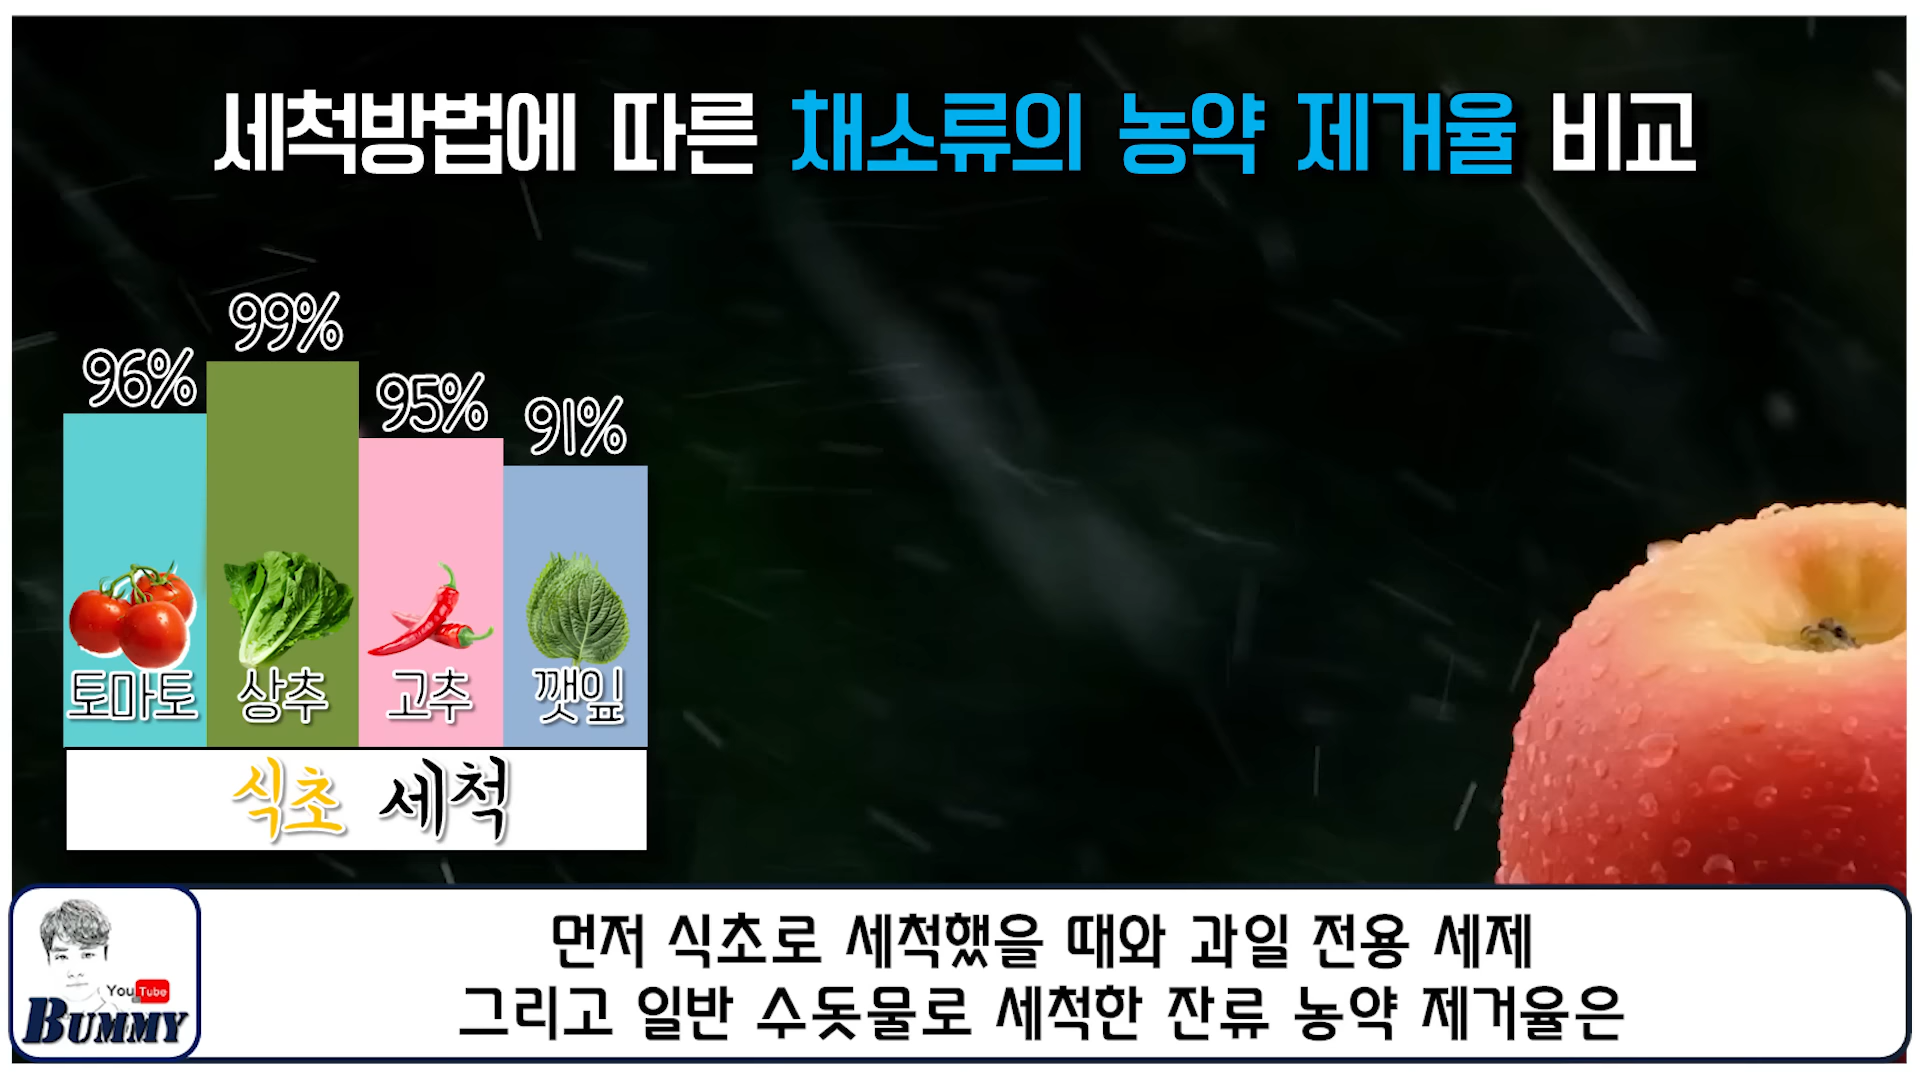 세척방법에 따른 채소류의 농약 제거율 비교
96%
99%
95%
91%
토마토
상추
고추
깻잎
식초 세척
먼저 식초로 세척했을 때와 과일 전용 세제
그리고 일반 수돗물로 세척한 잔류 농약 제거율은
YouTube
BUMMY